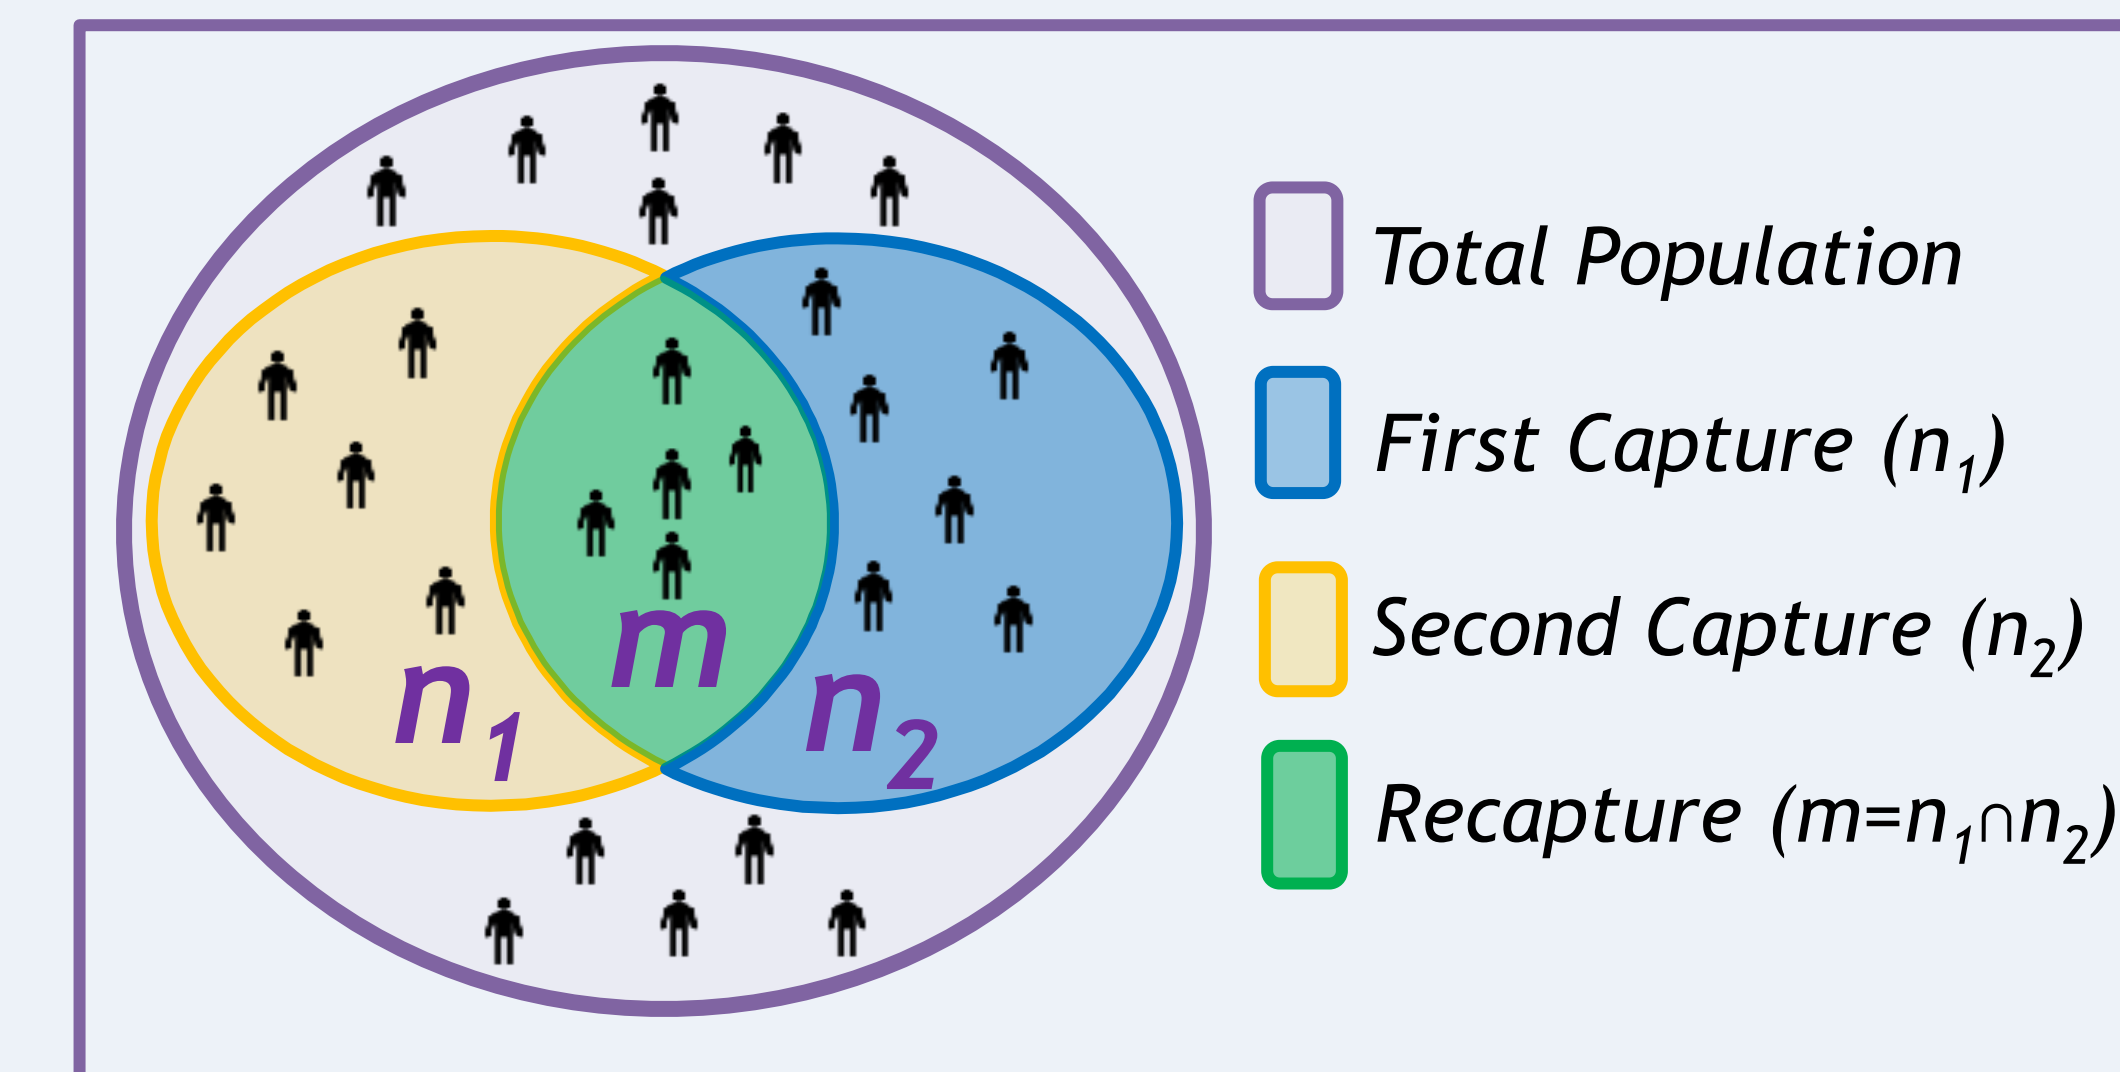 n₁
m
n₂
Total Population
First Capture (n₁)
Second Capture (n₂)
Recapture (m=n₁∩n₂)